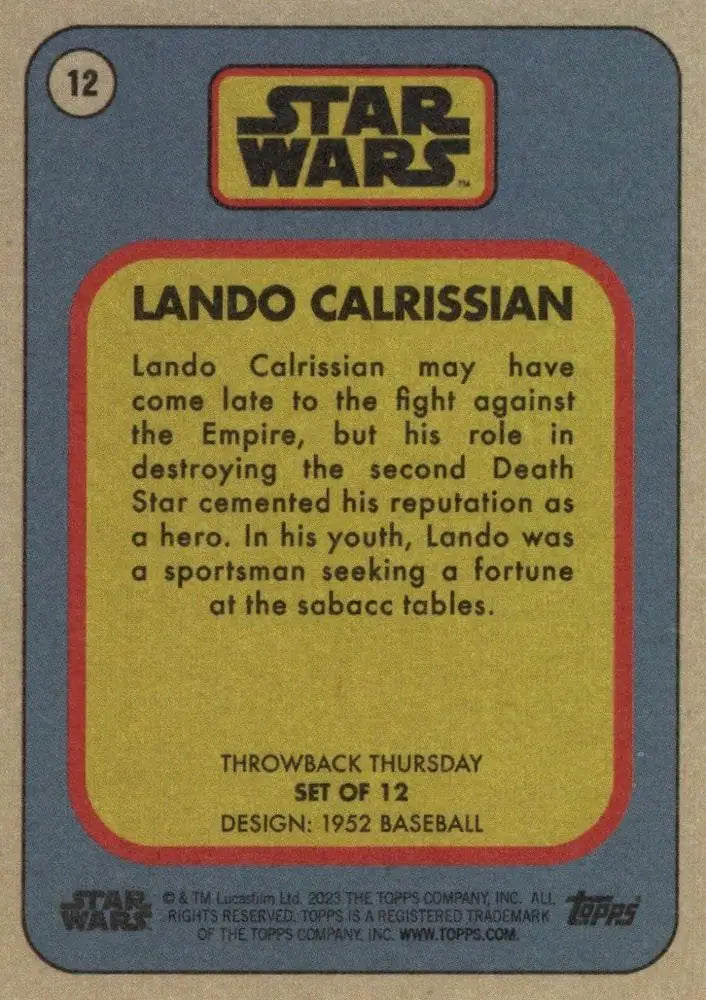 12
STAR
WARS
TM
LANDO CALRISSIAN
Lando Calrissian may have
come late to the fight against
the Empire, but his role in
destroying the second Death
Star cemented his reputation as
a hero. In his youth, Lando was
a sportsman seeking a fortune
at the sabacc tables.
THROWBACK THURSDAY
SET OF 12
DESIGN: 1952 BASEBALL
STAR
WARS
© & TM Lucasfilm Ltd. 2023 THE TOPPS COMPANY, INC. ALL
RIGHTS RESERVED. TOPPS IS A REGISTERED TRADEMARK
OF THE TOPPS COMPANY, INC. WWW.TOPPS.COM.
topps